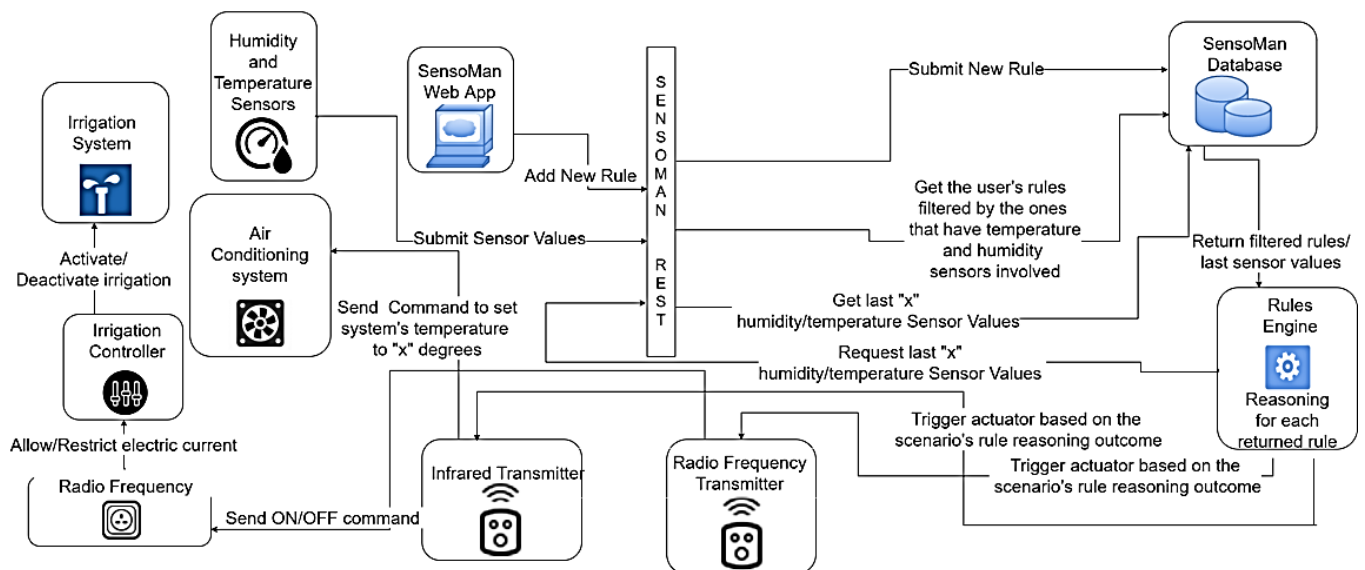 Humidity
and
Temperature
Sensors
SensoMan
Web App
SENSOMAN REST
SensoMan
Database
Submit New Rule
Irrigation
System
Add New Rule
Get the user's rules
filtered by the ones
that have temperature
and humidity
sensors involved
Air
Conditioning
system
Submit Sensor Values
Activate/
Deactivate irrigation
Return filtered rules/
last sensor values
Send Command to set
system's temperature
to "x" degrees
Get last "x"
humidity/temperature Sensor Values
Rules
Engine
Irrigation
Controller
Request last "x"
humidity/temperature Sensor Values
Reasoning
for each
returned rule
Trigger actuator based on the
scenario's rule reasoning outcome
Allow/Restrict electric current
Infrared Transmitter
Radio Frequency
Transmitter
Trigger actuator based on the
scenario's rule reasoning outcome
Radio Frequency
Send ON/OFF command